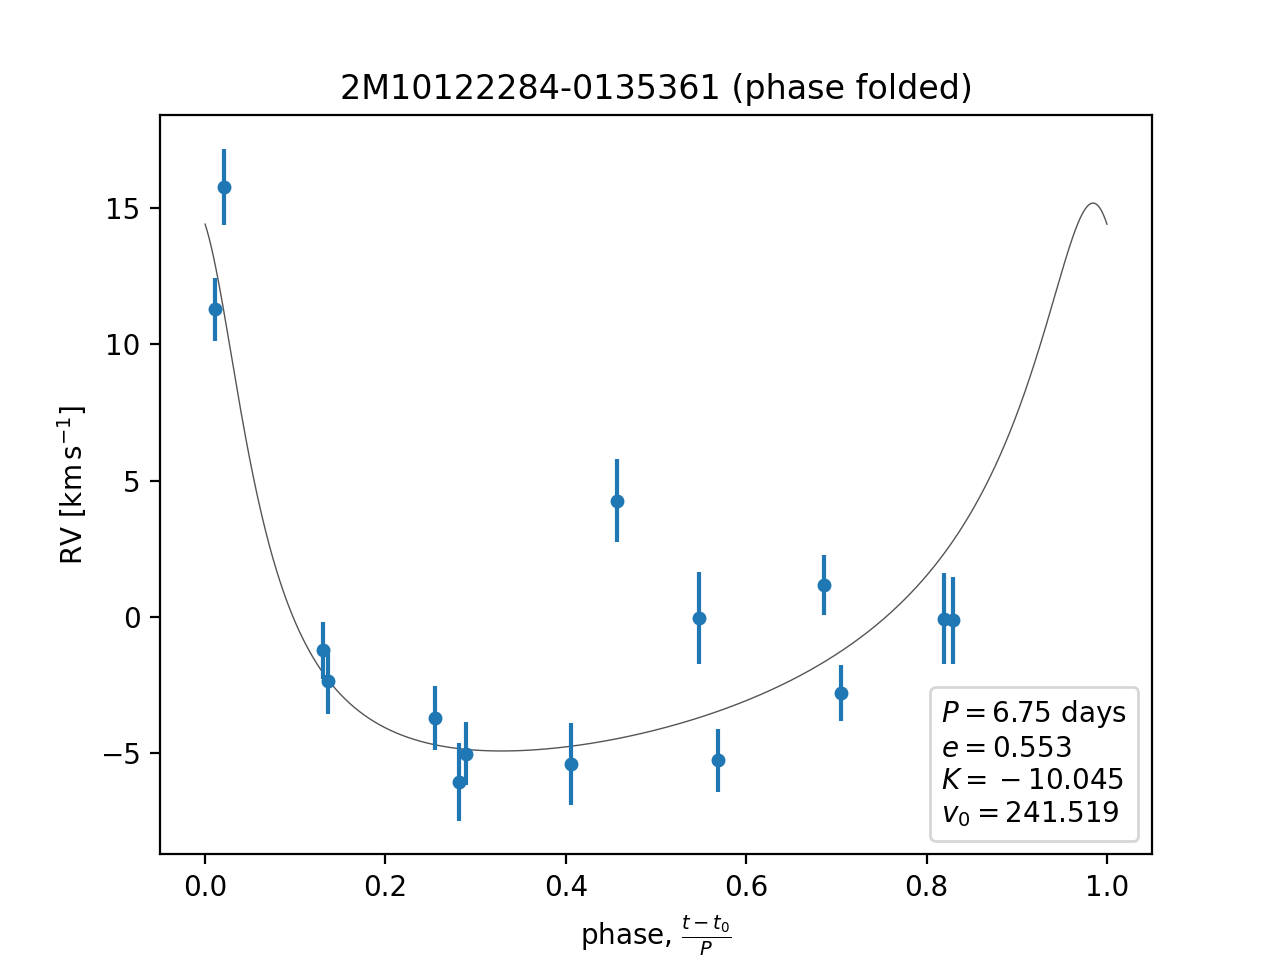 2M10122284-0135361 (phase folded)
RV [km s⁻¹]
15
10
5
0
−5
0.0 0.2 0.4 0.6 0.8 1.0
phase, (t − t₀)/P
P = 6.75 days
e = 0.553
K = − 10.045
v₀ = 241.519